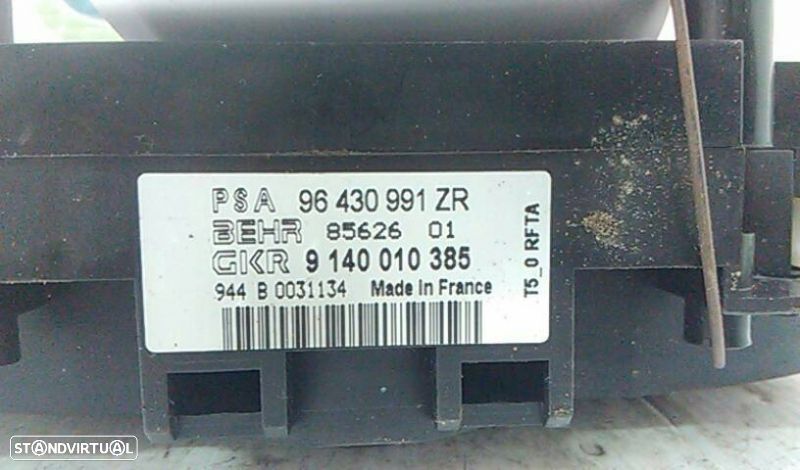 PSA 96 430 991 ZR
BEHR 85626 01
GKR 9 140 010 385
944 B 0031134 Made in France
T5_0 RFTA
STANDVIRTUAL